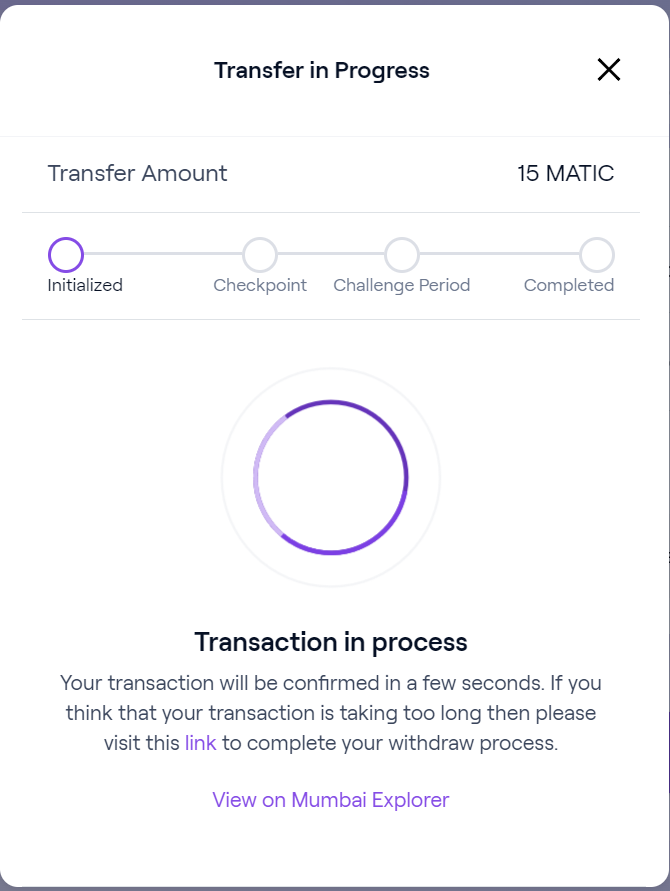 Transfer in Progress
Transfer Amount 15 MATIC
Initialized Checkpoint Challenge Period Completed
Transaction in process
Your transaction will be confirmed in a few seconds. If you
think that your transaction is taking too long then please
visit this link to complete your withdraw process.
View on Mumbai Explorer